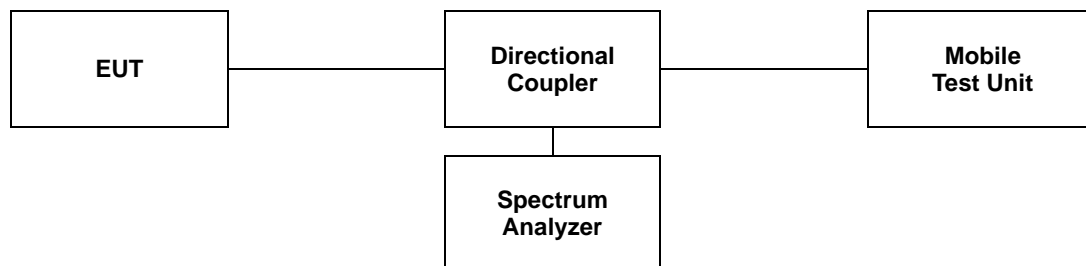 EUT
Directional
Coupler
Mobile
Test Unit
Spectrum
Analyzer